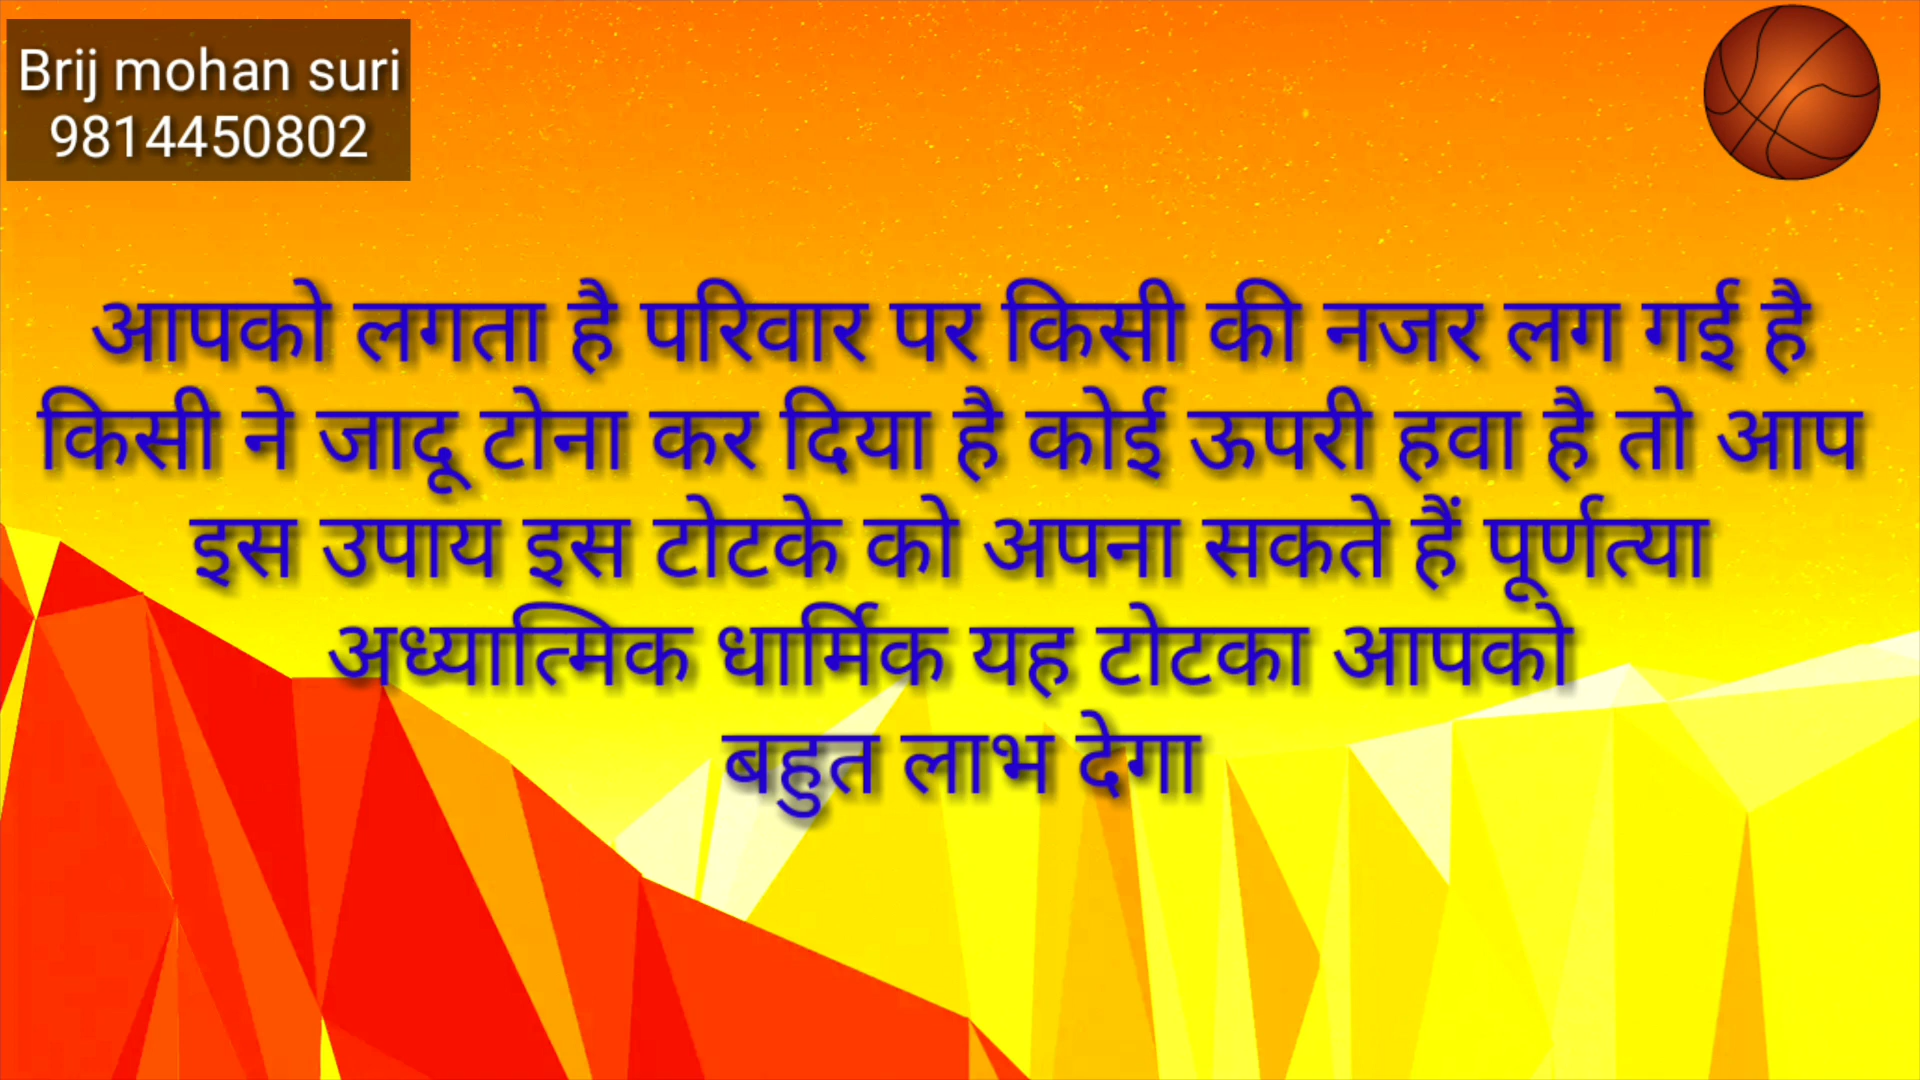 Brij mohan suri
9814450802
आपको लगता है परिवार पर किसी की नजर लग गई है
किसी ने जादू टोना कर दिया है कोई ऊपरी हवा है तो आप
इस उपाय इस टोटके को अपना सकते हैं पूर्णत्या
अध्यात्मिक धार्मिक यह टोटका आपको
बहुत लाभ देगा